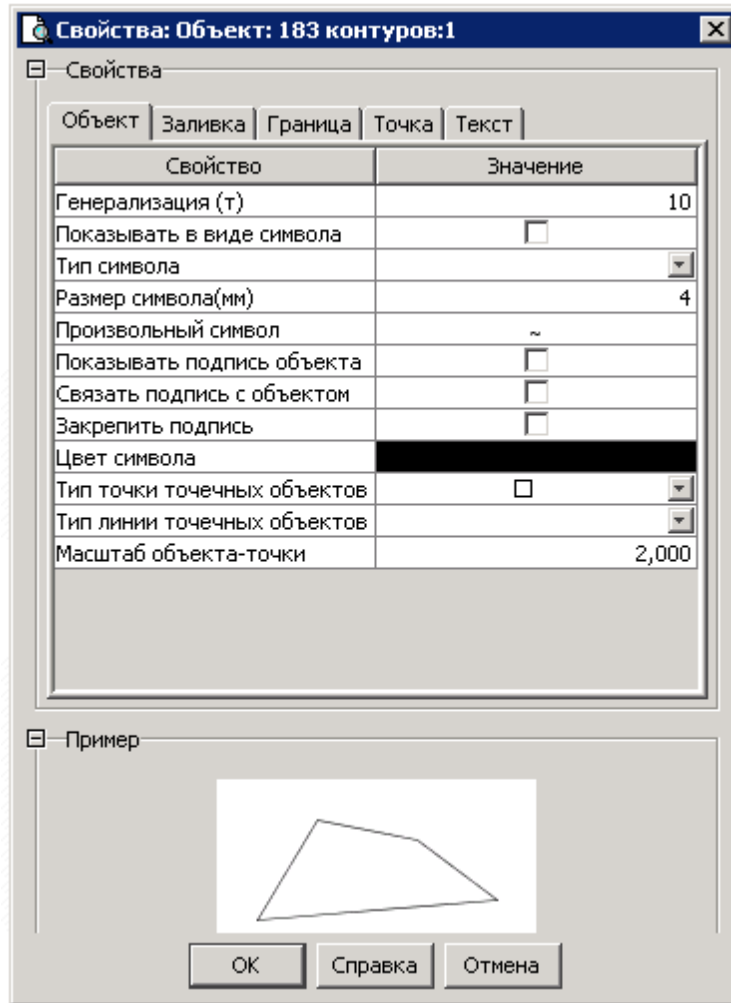 Свойства: Объект: 183 контуров:1
Свойства
Объект Заливка Граница Точка Текст
Свойство Значение
Генерализация (т) 10
Показывать в виде символа
Тип символа
Размер символа(мм) 4
Произвольный символ ~
Показывать подпись объекта
Связать подпись с объектом
Закрепить подпись
Цвет символа
Тип точки точечных объектов
Тип линии точечных объектов
Масштаб объекта-точки 2,000
Пример
OK Справка Отмена